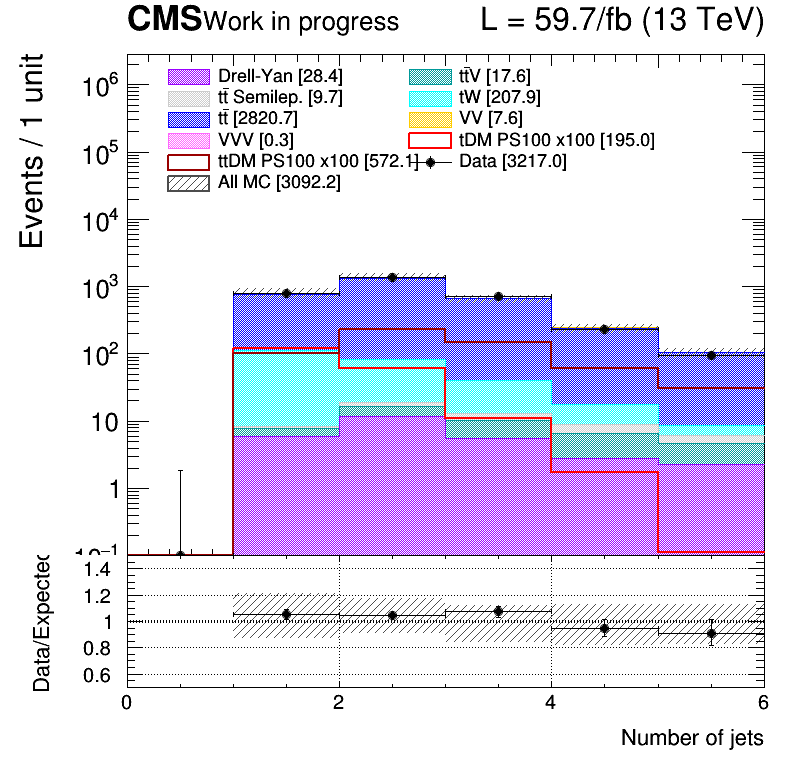 CMS Work in progress L = 59.7/fb (13 TeV)
Events / 1 unit
10⁶
10⁵
10⁴
10³
10²
10
1
10⁻¹
Drell-Yan [28.4] tt̄V [17.6]
tt̄ Semilep. [9.7] tW [207.9]
tt̄ [2820.7] VV [7.6]
VVV [0.3] tDM PS100 x100 [195.0]
ttDM PS100 x100 [572.1] Data [3217.0]
All MC [3092.2]
Data/Expected
1.4
1.2
1
0.8
0.6
0 2 4 6
Number of jets